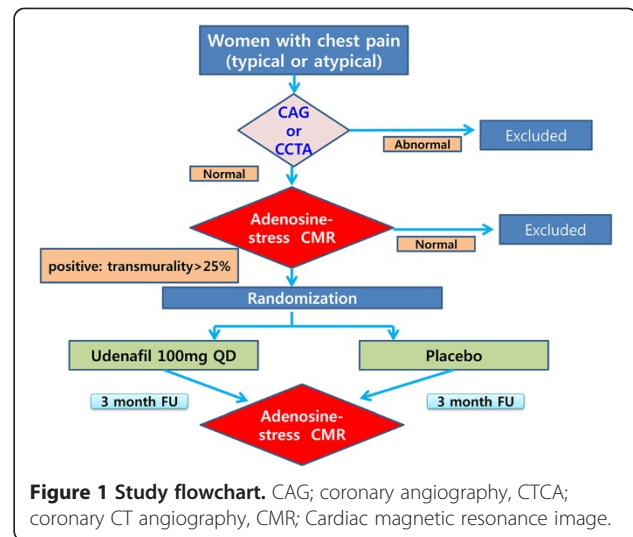 Women with chest pain
(typical or atypical)
CAG
or
CCTA
Abnormal
Excluded
Normal
Adenosine-
stress CMR
Normal
Excluded
positive: transmurality>25%
Randomization
Udenafil 100mg QD
Placebo
3 month FU
3 month FU
Adenosine-
stress CMR
Figure 1 Study flowchart. CAG; coronary angiography, CTCA;
coronary CT angiography, CMR; Cardiac magnetic resonance image.